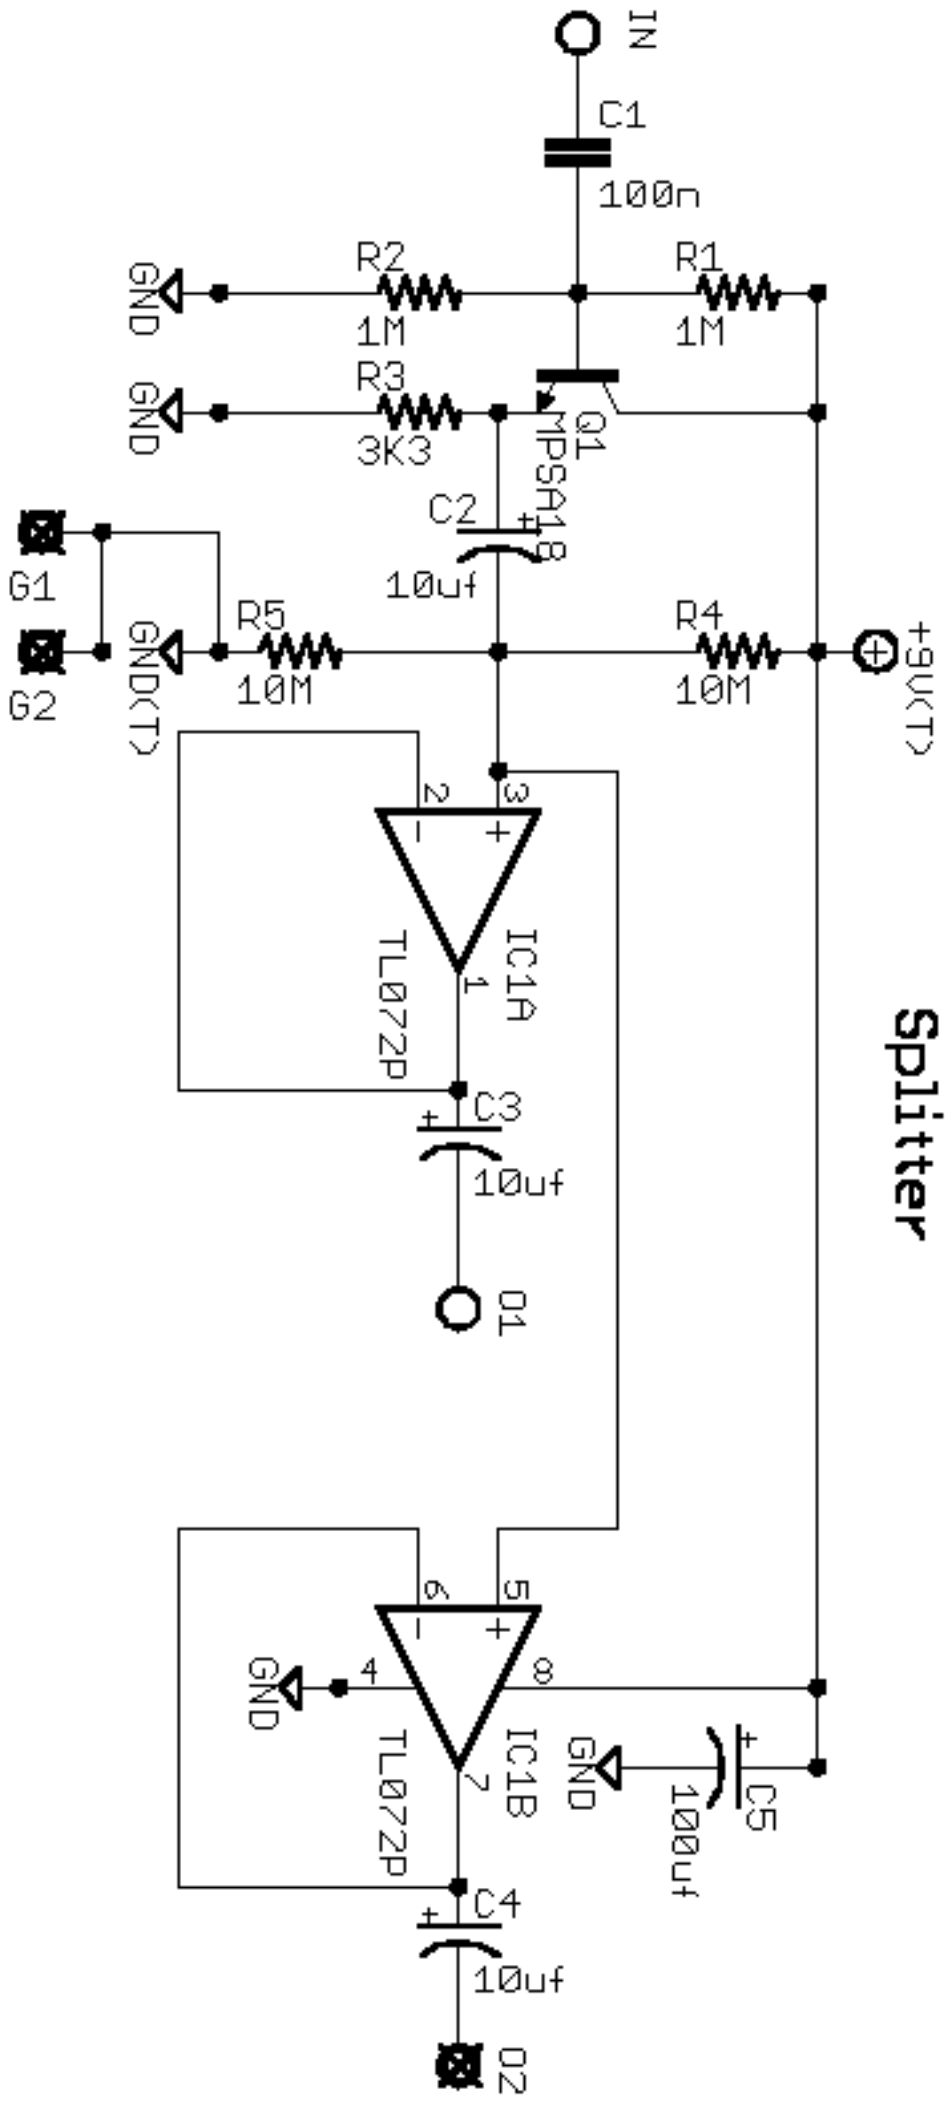 IN
C1
100n
R2
1M
R1
1M
GND
R3
3K3
GND
Q1
MPSA18
C2
10uf
G1
G2
R5
10M
GND(T)
R4
10M
+9V(T)
2
3
IC1A
TL072P
1
Splitter
C3
10uf
O1
6
5
4
8
GND
IC1B
TL072P
7
GND
C5
100uf
C4
10uf
O2